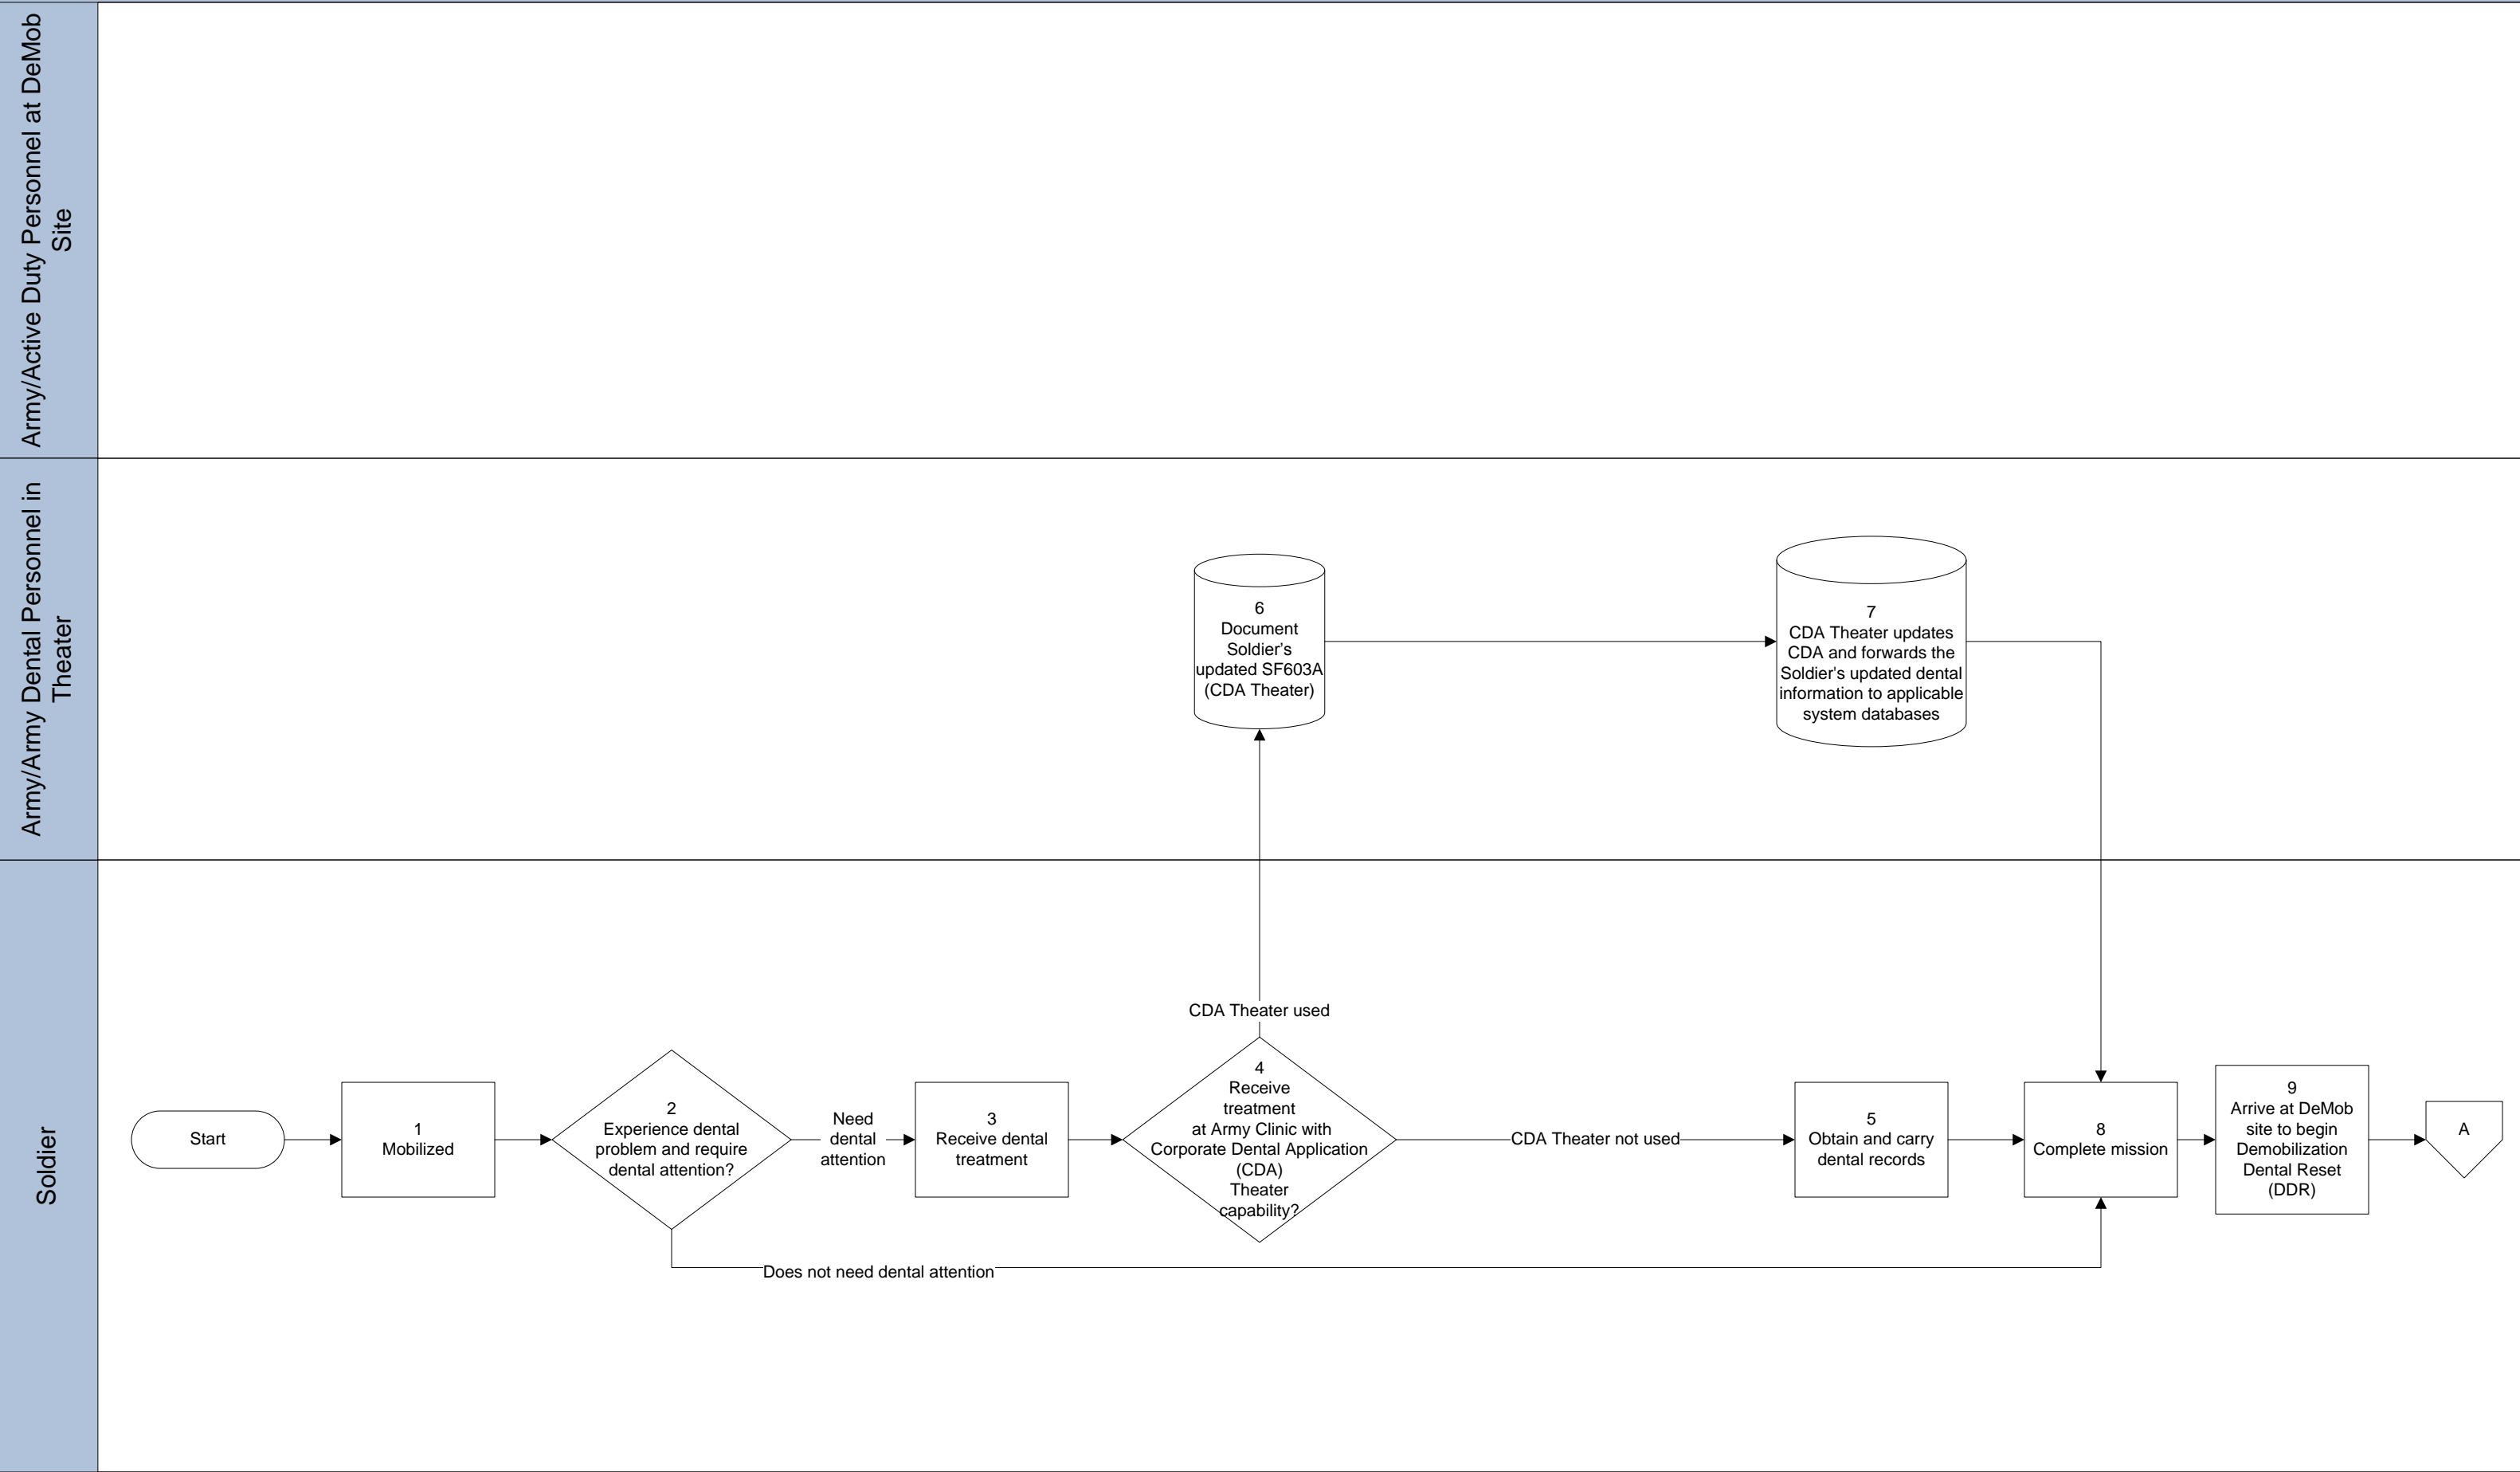 Army/Active Duty Personnel at DeMob
Site
Army/Army Dental Personnel in
Theater
6
Document
Soldier's
updated SF603A
(CDA Theater)
7
CDA Theater updates
CDA and forwards the
Soldier's updated dental
information to applicable
system databases
Soldier
Start
1
Mobilized
2
Experience dental
problem and require
dental attention?
Need
dental
attention
3
Receive dental
treatment
CDA Theater used
4
Receive
treatment
at Army Clinic with
Corporate Dental Application
(CDA)
Theater
capability?
CDA Theater not used
5
Obtain and carry
dental records
8
Complete mission
9
Arrive at DeMob
site to begin
Demobilization
Dental Reset
(DDR)
A
Does not need dental attention